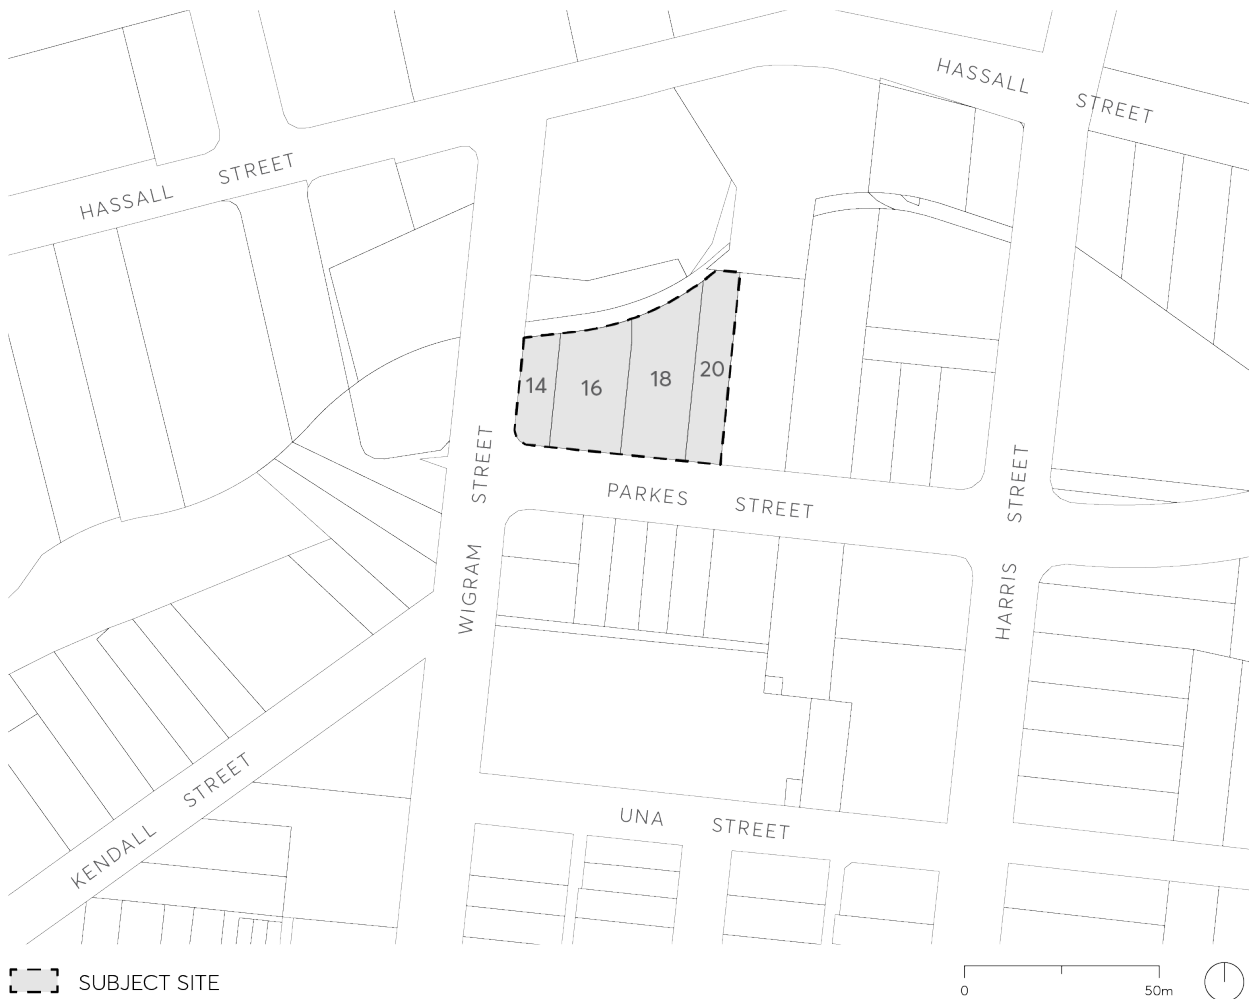 HASSALL STREET
HASSALL STREET
14
16
18
20
WIGRAM STREET
PARKES STREET
HARRIS STREET
KENDALL STREET
UNA STREET
SUBJECT SITE
0 50m